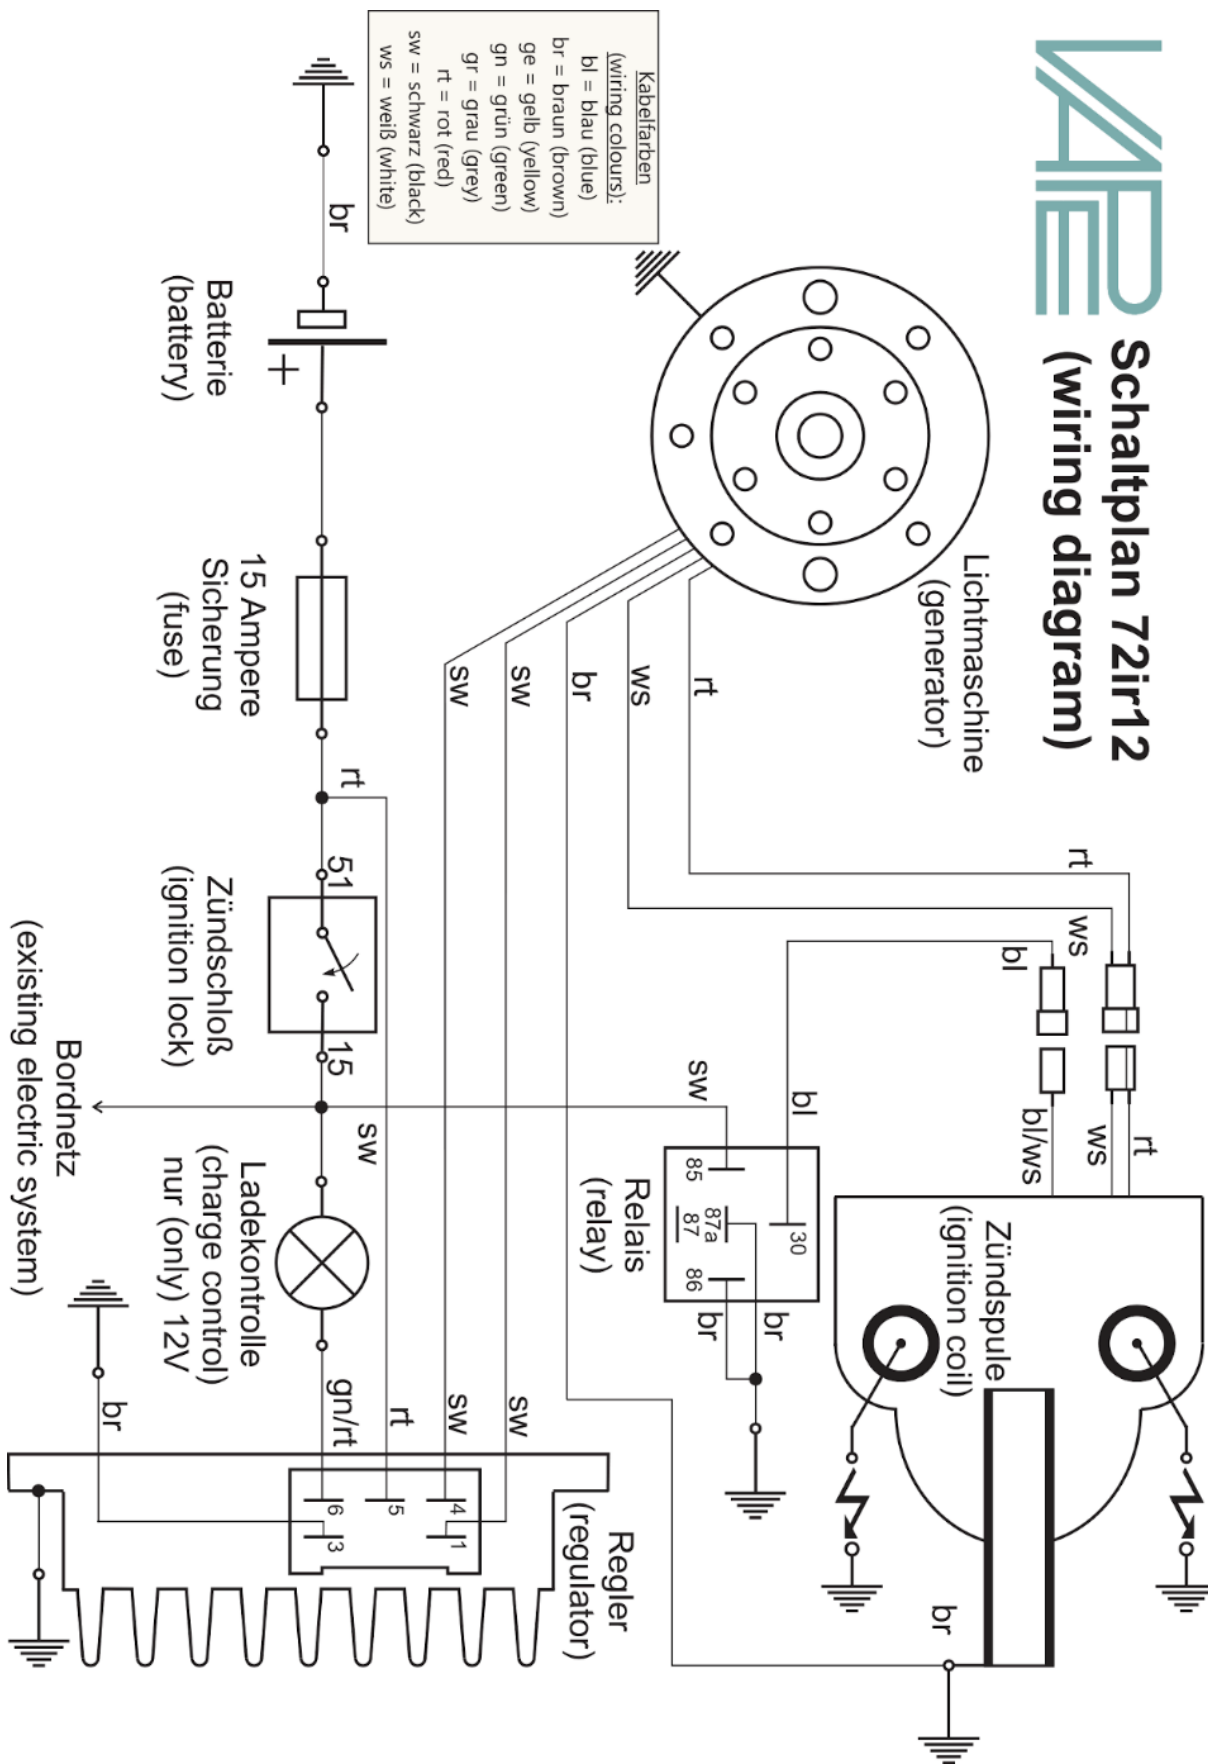 VAPE
Schaltplan 72ir12
(wiring diagram)
Kabelfarben
(wiring colours):
bl = blau (blue)
br = braun (brown)
ge = gelb (yellow)
gn = grün (green)
gr = grau (grey)
rt = rot (red)
sw = schwarz (black)
ws = weiß (white)
Lichtmaschine
(generator)
rt
ws
br
sw
sw
rt
ws
bl
rt
ws
bl/ws
Zündspule
(ignition coil)
br
sw
bl
30
85
87a
87
86
br
br
Relais
(relay)
br
+
Batterie
(battery)
15 Ampere
Sicherung
(fuse)
rt
51
15
Zündschloß
(ignition lock)
sw
Bordnetz
(existing electric system)
Ladekontrolle
(charge control)
nur (only) 12V
sw
sw
rt
gn/rt
br
1
4
5
6
3
Regler
(regulator)